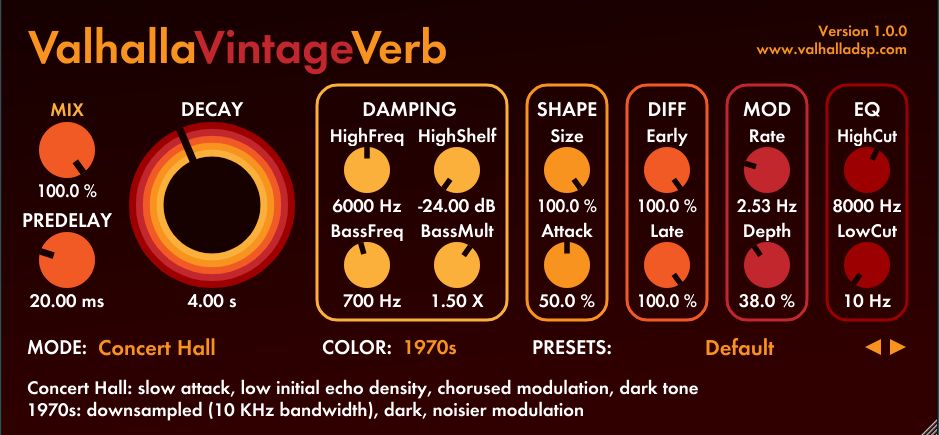 ValhallaVintageVerb
Version 1.0.0
www.valhalladsp.com
MIX
DECAY
DAMPING
SHAPE
DIFF
MOD
EQ
HighFreq
HighShelf
Size
Early
Rate
HighCut
100.0 %
6000 Hz
-24.00 dB
100.0 %
100.0 %
2.53 Hz
8000 Hz
PREDELAY
BassFreq
BassMult
Attack
Late
Depth
LowCut
20.00 ms
4.00 s
700 Hz
1.50 X
50.0 %
100.0 %
38.0 %
10 Hz
MODE: Concert Hall
COLOR: 1970s
PRESETS: Default
Concert Hall: slow attack, low initial echo density, chorused modulation, dark tone
1970s: downsampled (10 KHz bandwidth), dark, noisier modulation